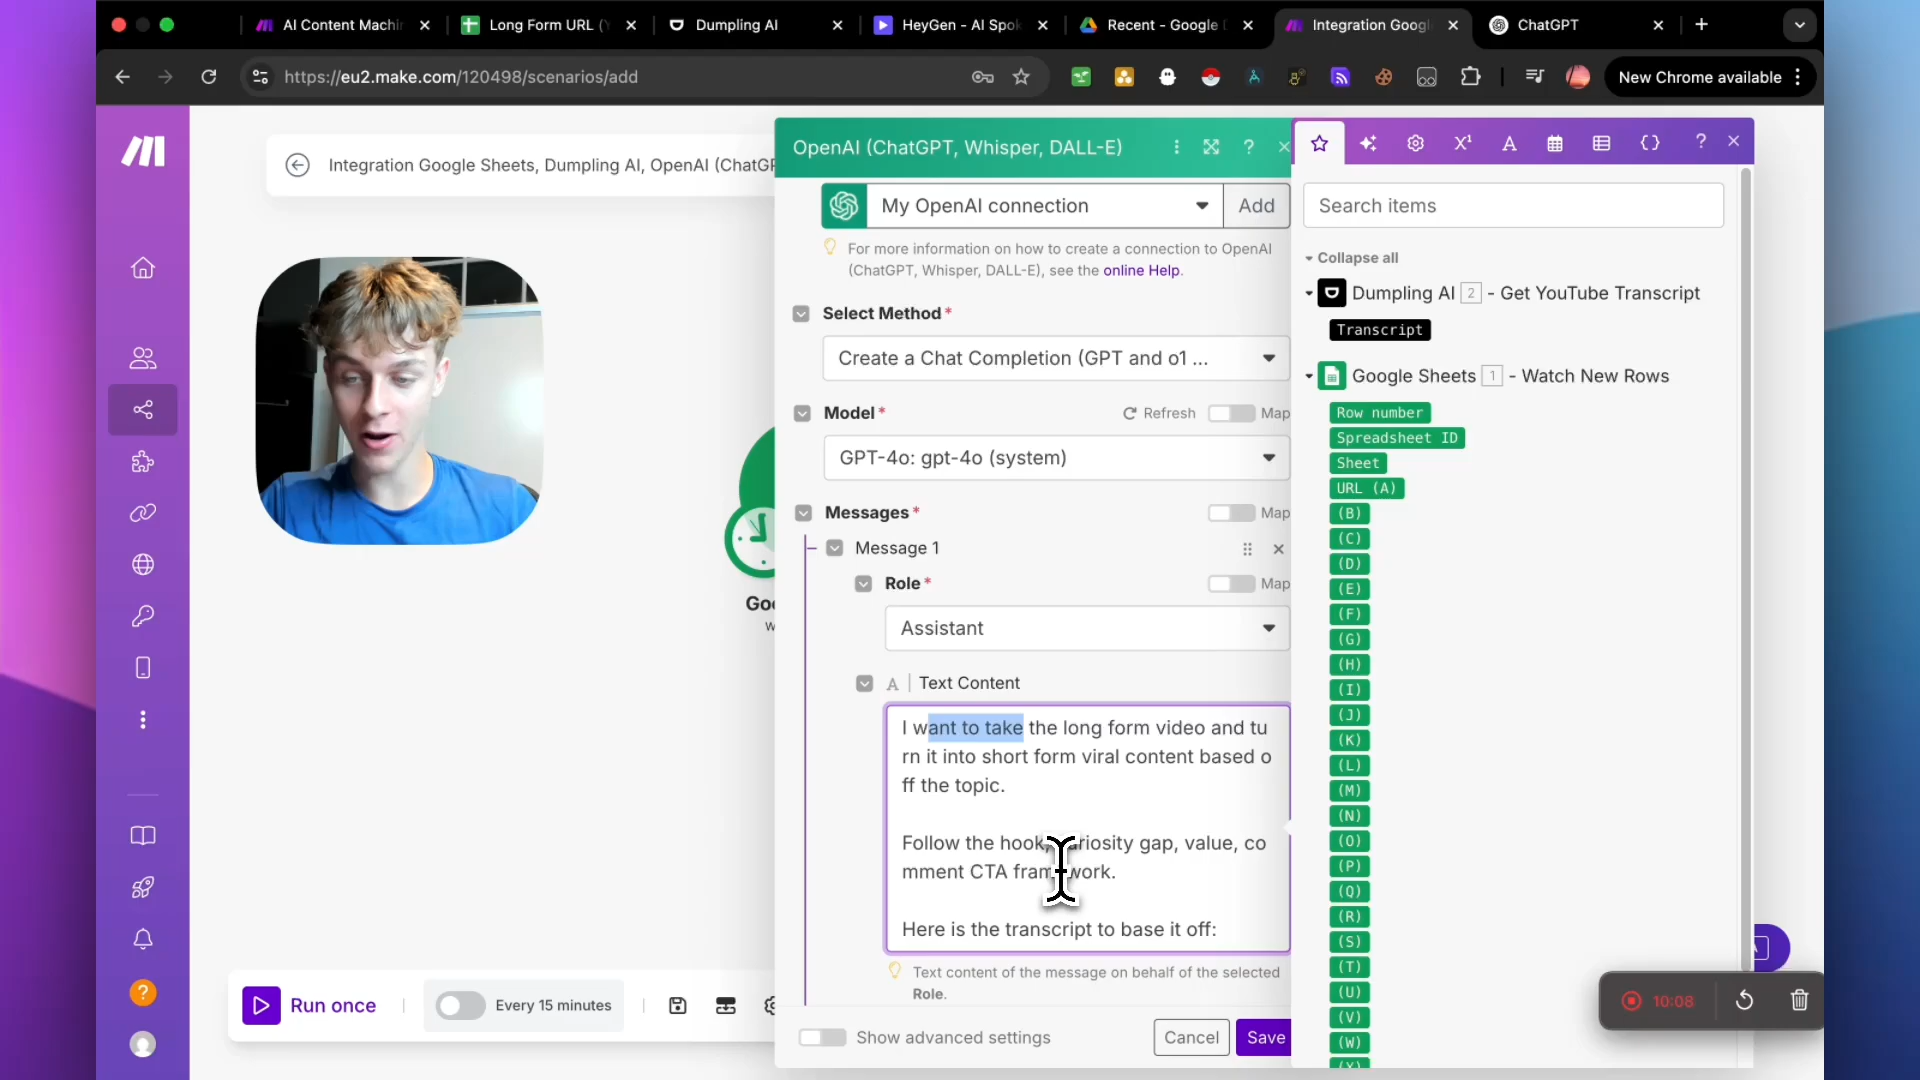 AI Content Machi
Long Form URL (
Dumpling AI
HeyGen - AI Spok
Recent - Google D
Integration Googl
ChatGPT
https://eu2.make.com/120498/scenarios/add
New Chrome available
Integration Google Sheets, Dumpling AI, OpenAI (ChatGP
OpenAI (ChatGPT, Whisper, DALL-E)
My OpenAI connection
Add
For more information on how to create a connection to OpenAI
(ChatGPT, Whisper, DALL-E), see the online Help.
Select Method*
Create a Chat Completion (GPT and o1 ...
Model*
Refresh
Map
GPT-4o: gpt-4o (system)
Messages*
Map
Message 1
Role*
Map
Assistant
A | Text Content
I want to take the long form video and tu
rn it into short form viral content based o
ff the topic.
Follow the hook, curiosity gap, value, co
mment CTA framework.
Here is the transcript to base it off:
Text content of the message on behalf of the selected
Role.
Show advanced settings
Cancel
Save
Goo
w
Run once
Every 15 minutes
Search items
Collapse all
Dumpling AI 2 - Get YouTube Transcript
Transcript
Google Sheets 1 - Watch New Rows
Row number
Spreadsheet ID
Sheet
URL (A)
(B)
(C)
(D)
(E)
(F)
(G)
(H)
(I)
(J)
(K)
(L)
(M)
(N)
(O)
(P)
(Q)
(R)
(S)
(T)
(U)
(V)
(W)
(X)
10:08